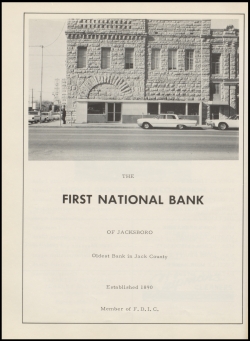 THE
FIRST NATIONAL BANK
OF JACKSBORO
Oldest Bank in Jack County
Established 1890
Member of F. D. I. C.